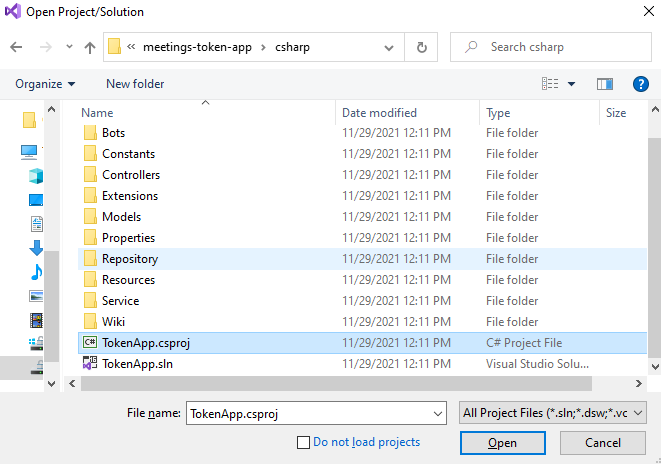 Open Project/Solution
« meetings-token-app › csharp
Search csharp
Organize New folder ?
Name Date modified Type Size
Bots 11/29/2021 12:11 PM File folder
Constants 11/29/2021 12:11 PM File folder
Controllers 11/29/2021 12:11 PM File folder
Extensions 11/29/2021 12:11 PM File folder
Models 11/29/2021 12:11 PM File folder
Properties 11/29/2021 12:11 PM File folder
Repository 11/29/2021 12:11 PM File folder
Resources 11/29/2021 12:11 PM File folder
Service 11/29/2021 12:11 PM File folder
Wiki 11/29/2021 12:11 PM File folder
C# TokenApp.csproj 11/29/2021 12:11 PM C# Project File
TokenApp.sln 11/29/2021 12:11 PM Visual Studio Solu...
File name: TokenApp.csproj All Project Files (*.sln;*.dsw;*.vc
Do not load projects Open Cancel